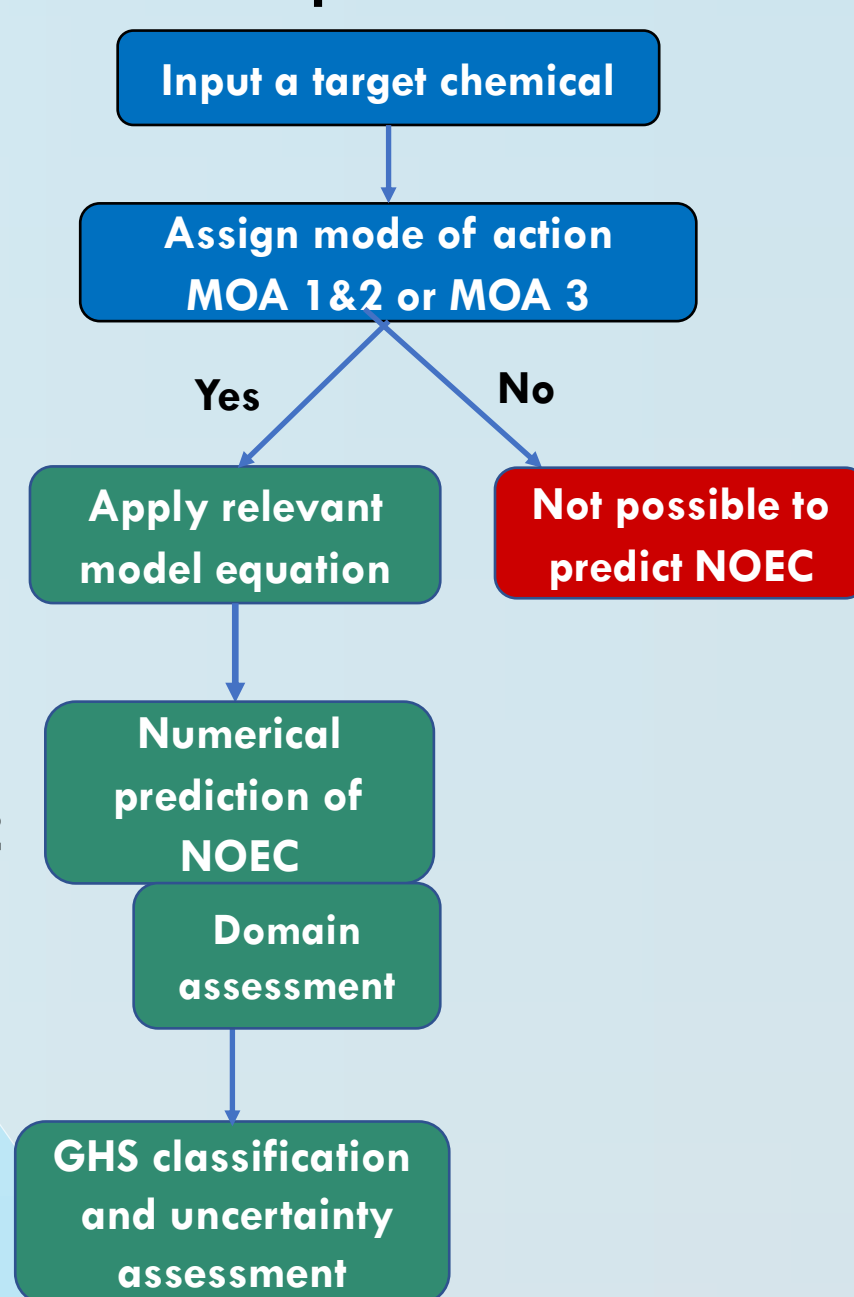 Input a target chemical
Assign mode of action
MOA 1&2 or MOA 3
Yes
No
Apply relevant
model equation
Not possible to
predict NOEC
Numerical
prediction of
NOEC
Domain
assessment
GHS classification
and uncertainty
assessment